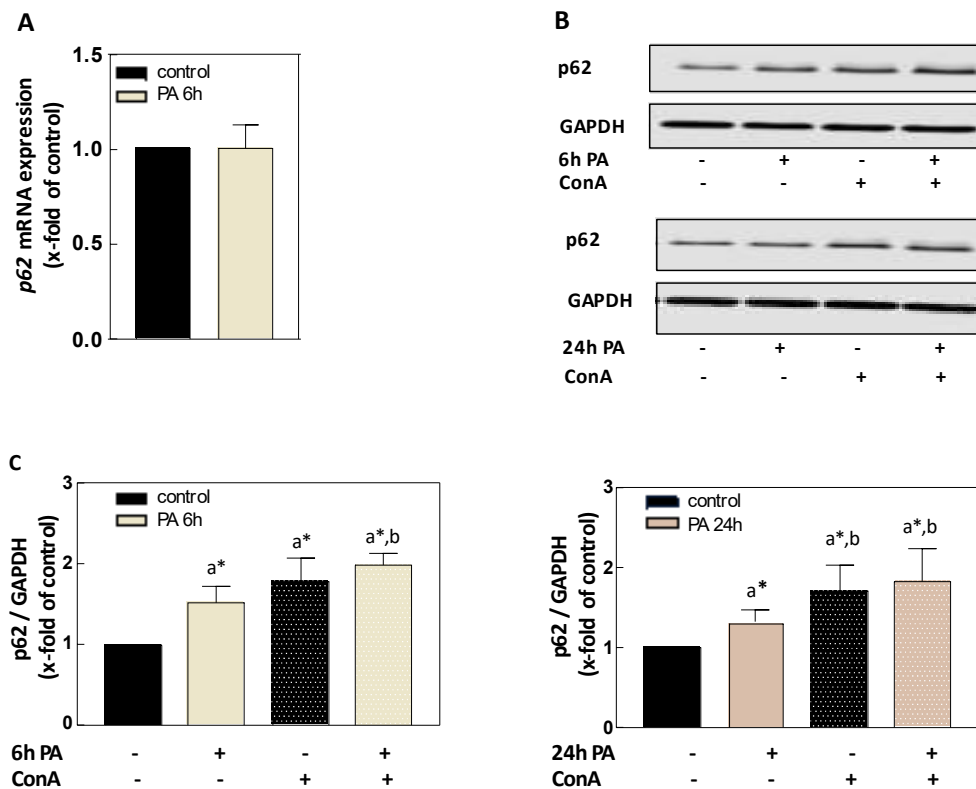 A
1.5
1.0
0.5
0.0
p62 mRNA expression
(x-fold of control)
control
PA 6h
B
p62
GAPDH
6h PA - + - +
ConA - - + +
p62
GAPDH
24h PA - + - +
ConA - - + +
C
3
2
1
0
p62 / GAPDH
(x-fold of control)
control
PA 6h
a* a* a*,b
6h PA - + - +
ConA - - + +
3
2
1
0
p62 / GAPDH
(x-fold of control)
control
PA 24h
a* a*,b a*,b
24h PA - + - +
ConA - - + +